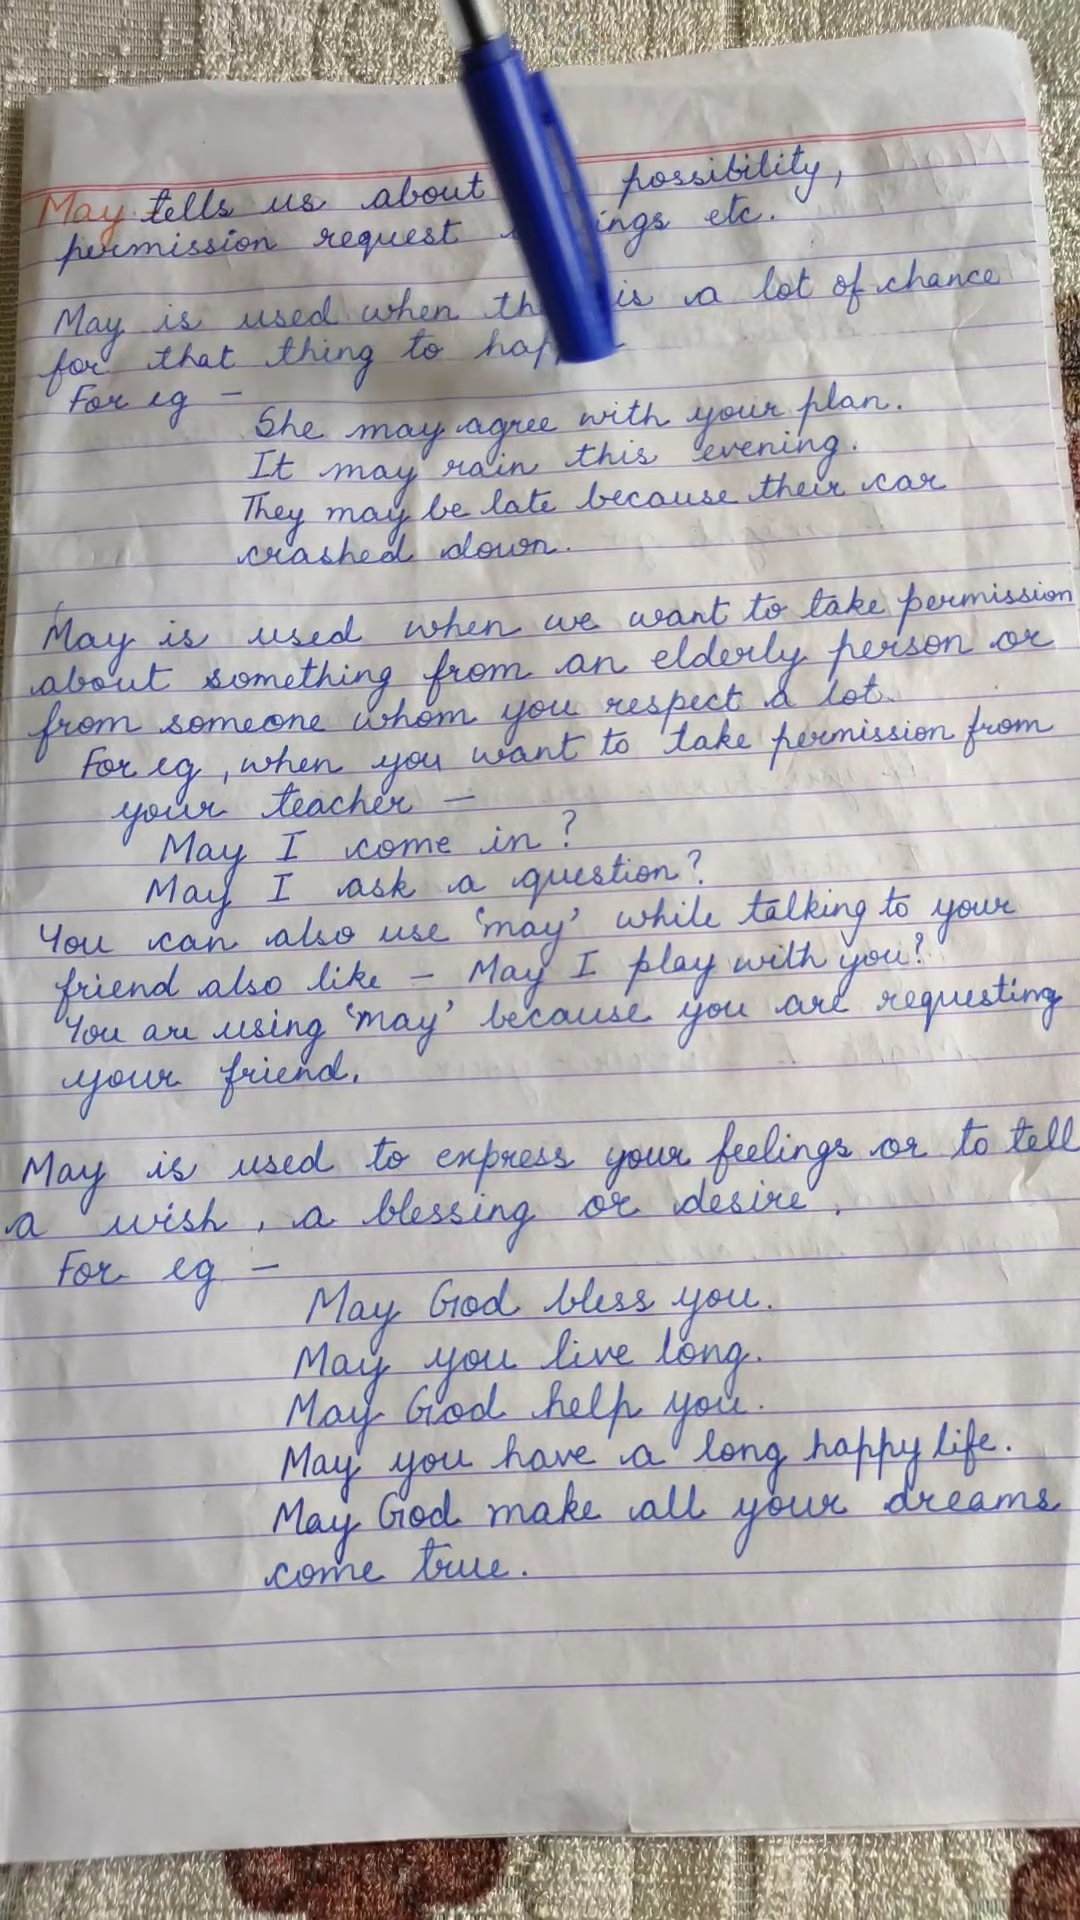 May tells us about possibility,
permission request ings etc.
May is used when th is a lot of chance
for that thing to hap
For eg -
She may agree with your plan.
It may rain this evening.
They may be late because their car
crashed down.
May is used when we want to take permission
about something from an elderly person or
from someone whom you respect a lot.
For eg, when you want to take permission from
your teacher -
May I come in?
May I ask a question?
You can also use 'may' while talking to your
friend also like - May I play with you?
You are using 'may' because you are requesting
your friend.
May is used to express your feelings or to tell
a wish, a blessing or desire.
For eg -
May God bless you.
May you live long.
May God help you.
May you have a long happy life.
May God make all your dreams
come true.